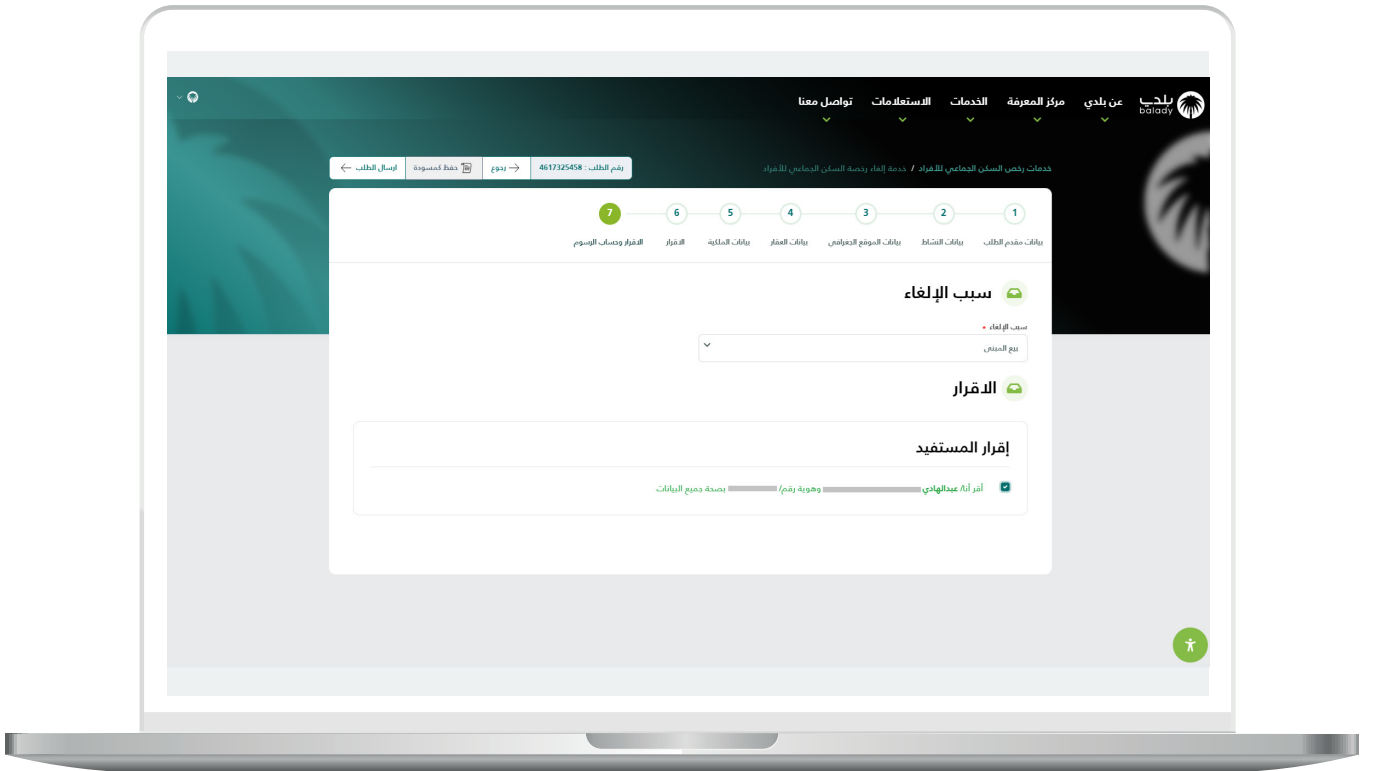 بلدي
balady
عن بلدي
مركز المعرفة
الخدمات
الاستعلامات
تواصل معنا
خدمات رخص السكن الجماعي للأفراد / خدمة إلغاء رخصة السكن الجماعي للأفراد
رقم الطلب : 4617325458
رجوع
حفظ كمسودة
ارسال الطلب
1
2
3
4
5
6
7
بيانات مقدم الطلب
بيانات النشاط
بيانات الموقع الجغرافي
بيانات العقار
بيانات الملكية
الاقرار
الاقرار وحساب الرسوم
سبب الإلغاء
سبب الإلغاء *
بيع المبنى
الاقرار
إقرار المستفيد
أقر أنا/ عبدالهادي وهوية رقم/ بصحة جميع البيانات